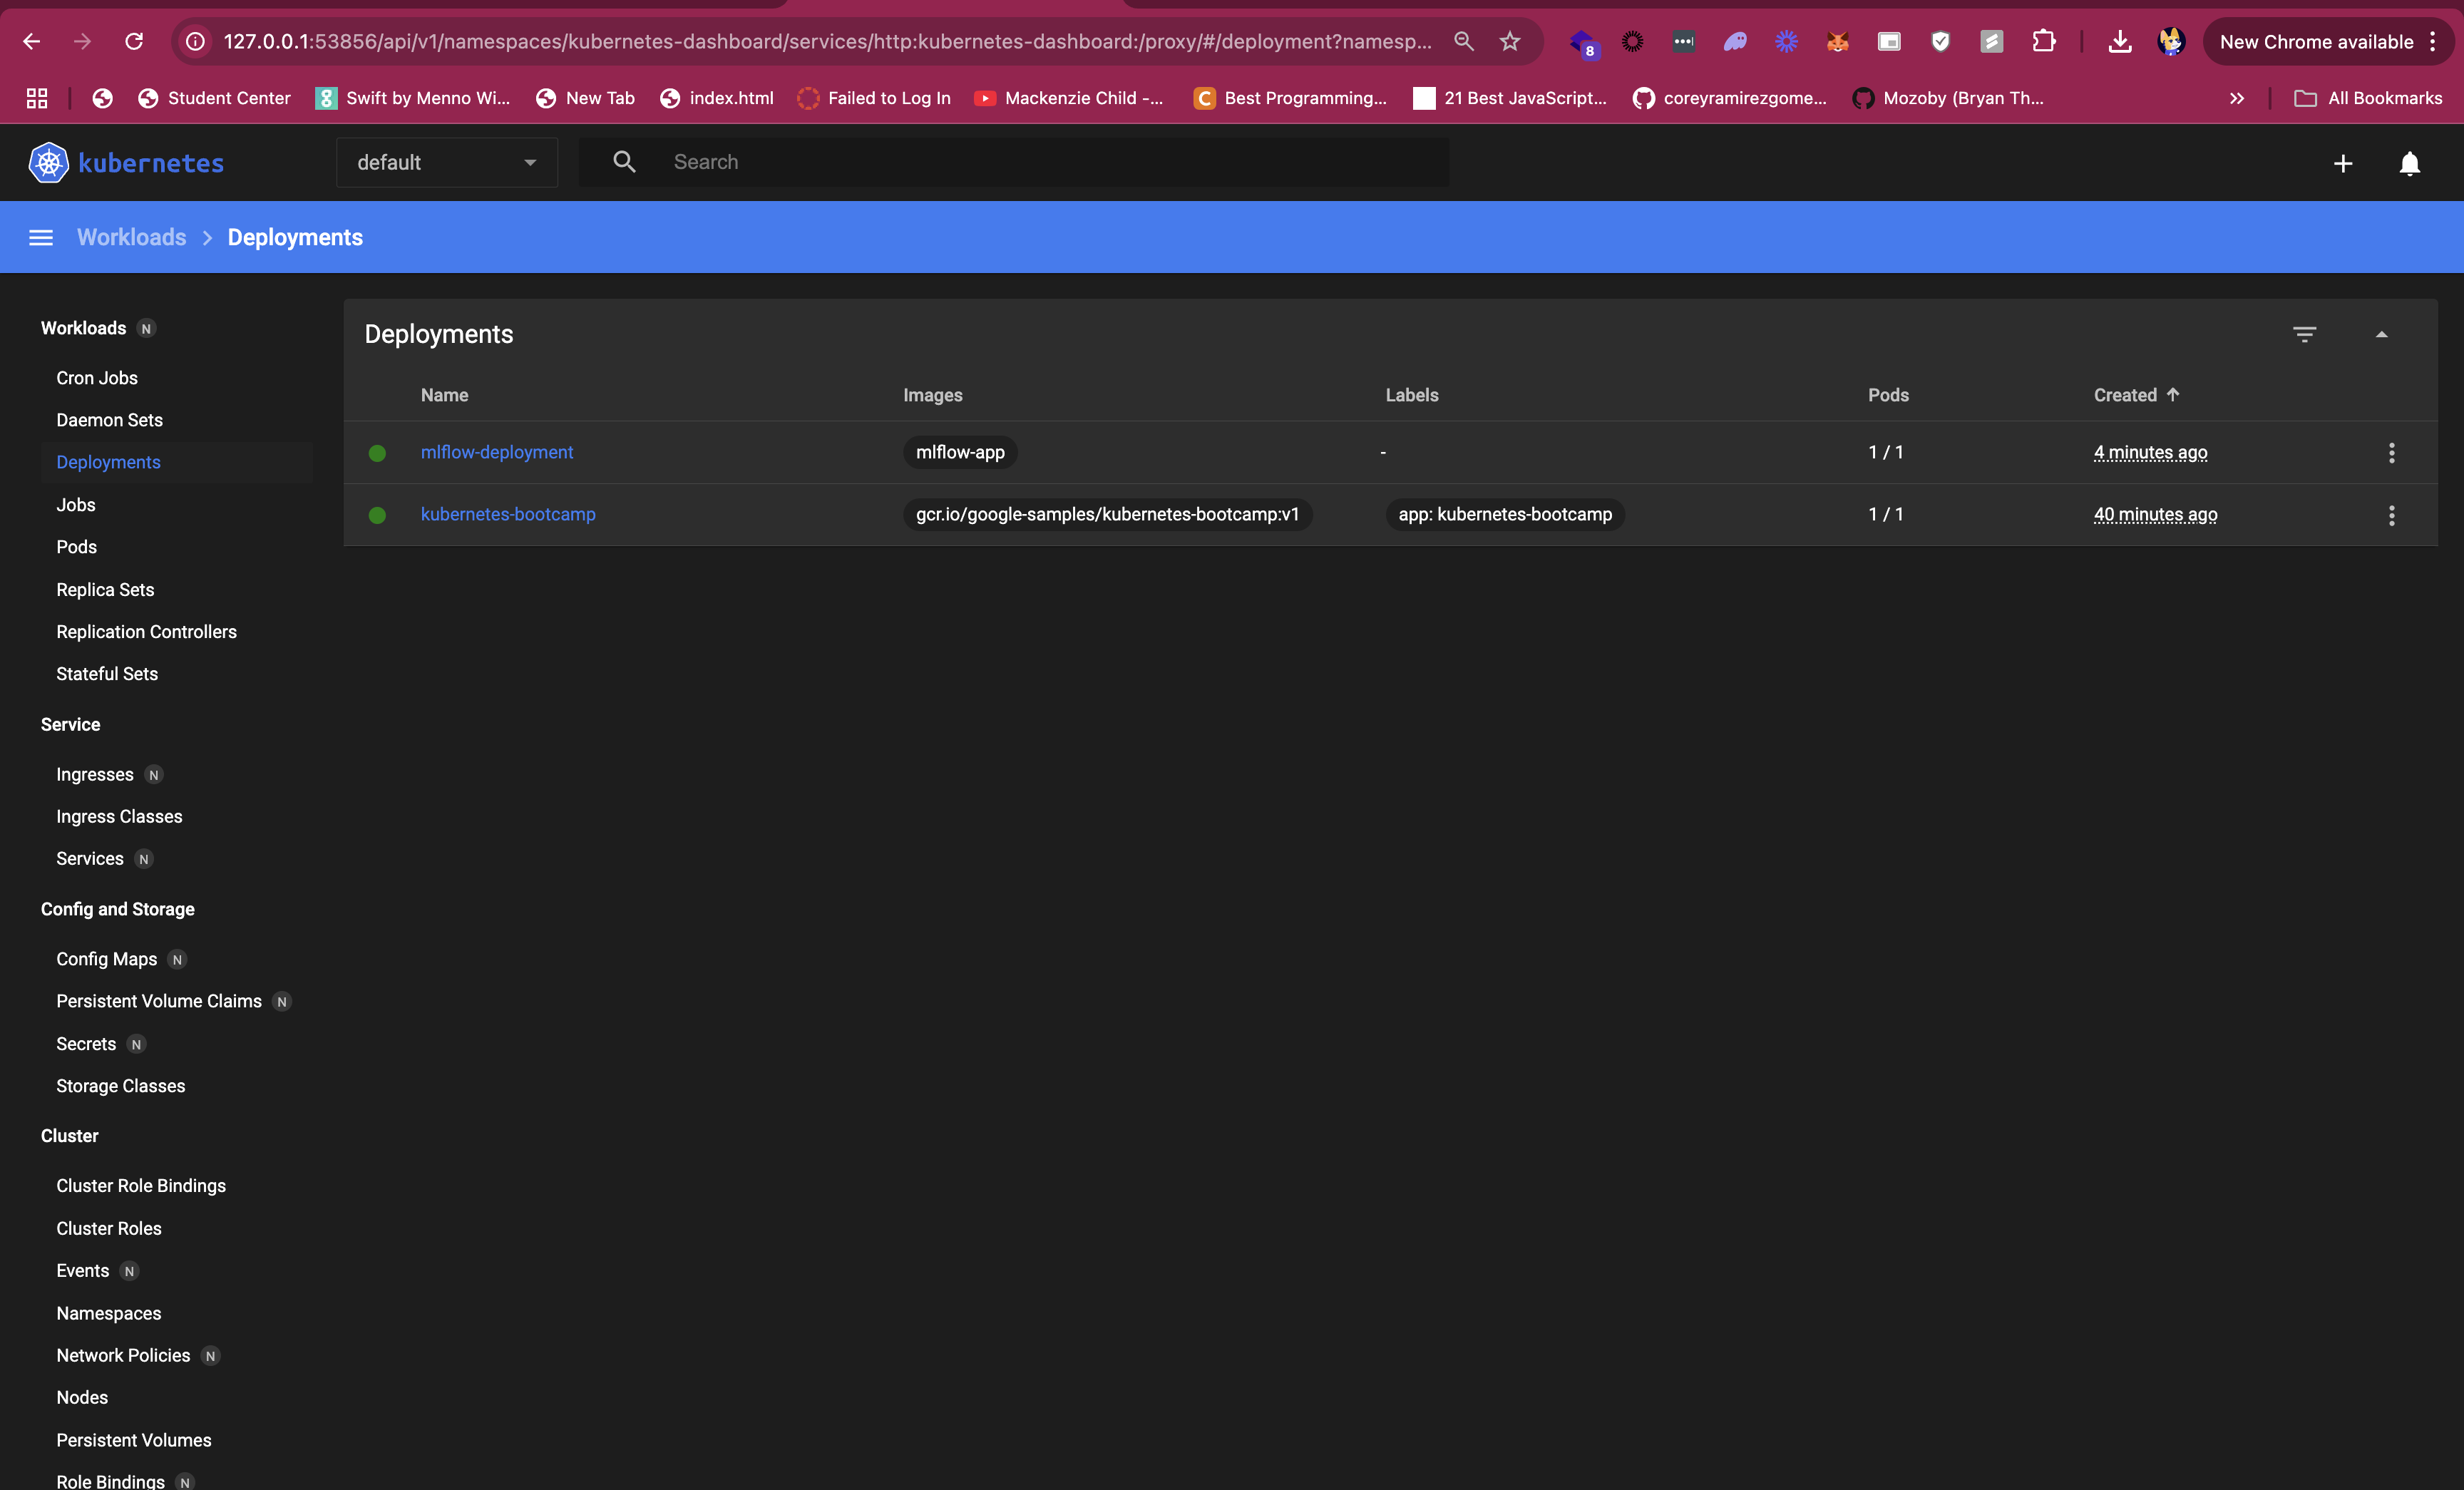 127.0.0.1:53856/api/v1/namespaces/kubernetes-dashboard/services/http:kubernetes-dashboard:/proxy/#/deployment?namesp...
8
New Chrome available
Student Center
Swift by Menno Wi...
New Tab
index.html
Failed to Log In
Mackenzie Child -...
Best Programming...
21 Best JavaScript...
coreyramirezgome...
Mozoby (Bryan Th...
All Bookmarks
kubernetes
default
Search
Workloads > Deployments
Workloads N
Cron Jobs
Daemon Sets
Deployments
Jobs
Pods
Replica Sets
Replication Controllers
Stateful Sets
Service
Ingresses N
Ingress Classes
Services N
Config and Storage
Config Maps N
Persistent Volume Claims N
Secrets N
Storage Classes
Cluster
Cluster Role Bindings
Cluster Roles
Events N
Namespaces
Network Policies N
Nodes
Persistent Volumes
Role Bindings N
Deployments
Name Images Labels Pods Created
mlflow-deployment mlflow-app - 1 / 1 4 minutes ago
kubernetes-bootcamp gcr.io/google-samples/kubernetes-bootcamp:v1 app: kubernetes-bootcamp 1 / 1 40 minutes ago